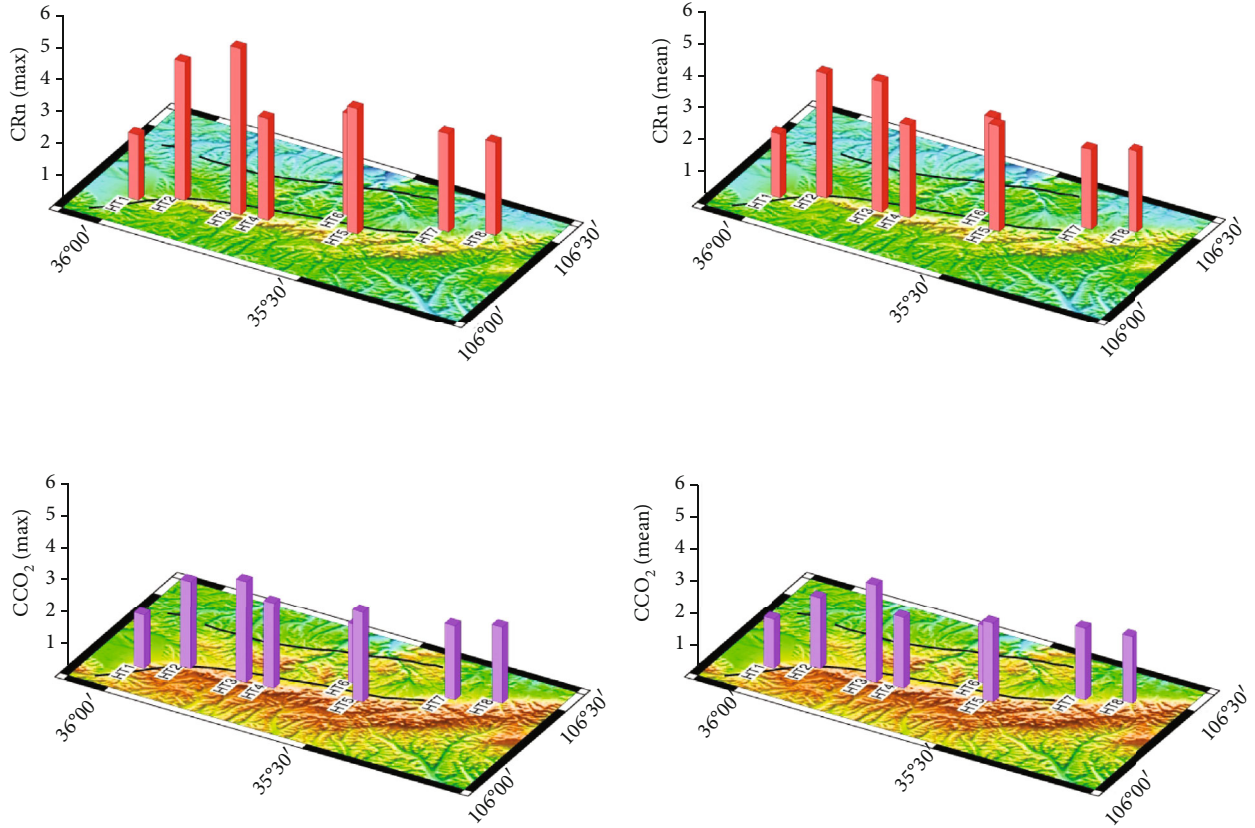 6
5
4
3
2
1
CRn (max)
HT1
HT2
HT3
HT4
HT6
HT5
HT7
HT8
36°00′
35°30′
106°00′
106°30′
6
5
4
3
2
1
CRn (mean)
HT1
HT2
HT3
HT4
HT6
HT5
HT7
HT8
36°00′
35°30′
106°00′
106°30′
6
5
4
3
2
1
CCO₂ (max)
HT1
HT2
HT3
HT4
HT6
HT5
HT7
HT8
36°00′
35°30′
106°00′
106°30′
6
5
4
3
2
1
CCO₂ (mean)
HT1
HT2
HT3
HT4
HT6
HT5
HT7
HT8
36°00′
35°30′
106°00′
106°30′